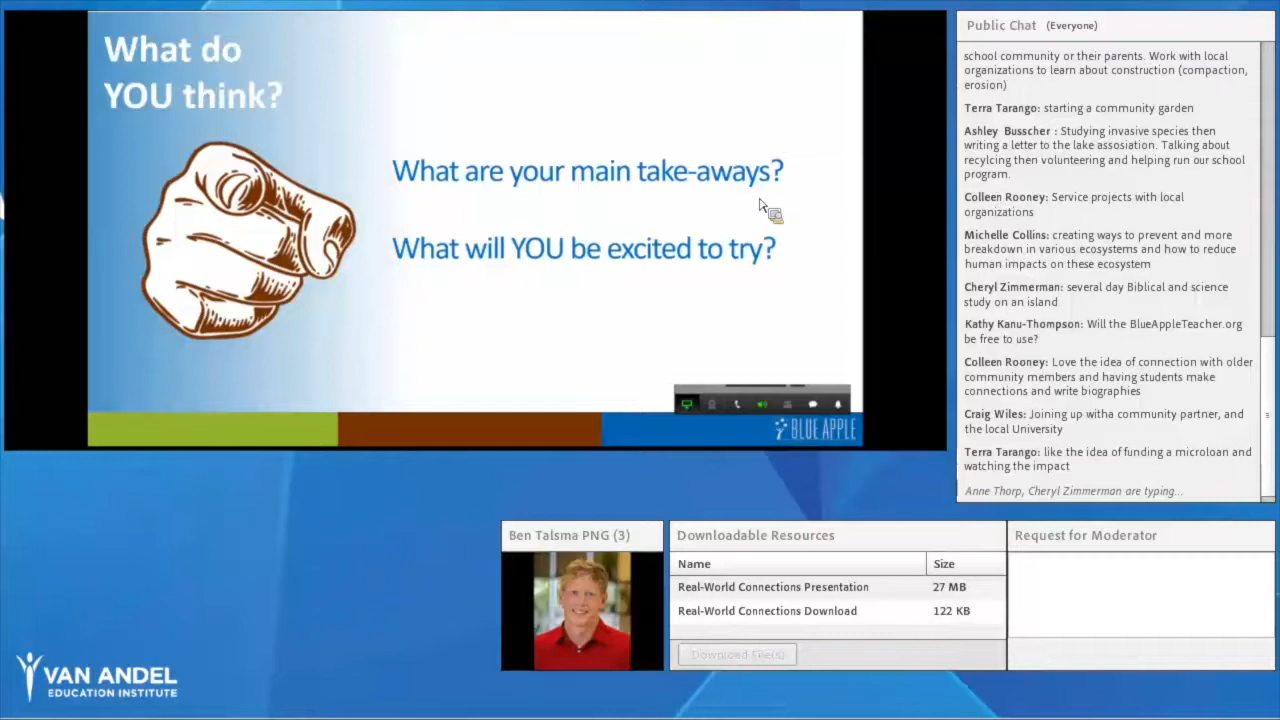 What do
YOU think?
What are your main take-aways?
What will YOU be excited to try?
BLUE APPLE
Public Chat (Everyone)
school community or their parents. Work with local
organizations to learn about construction (compaction,
erosion)
Terra Tarango: starting a community garden
Ashley Busscher : Studying invasive species then
writing a letter to the lake assosiation. Talking about
recylcing then volunteering and helping run our school
program.
Colleen Rooney: Service projects with local
organizations
Michelle Collins: creating ways to prevent and more
breakdown in various ecosystems and how to reduce
human impacts on these ecosystem
Cheryl Zimmerman: several day Biblical and science
study on an island
Kathy Kanu-Thompson: Will the BlueAppleTeacher.org
be free to use?
Colleen Rooney: Love the idea of connection with older
community members and having students make
connections and write biographies
Craig Wiles: Joining up witha community partner, and
the local University
Terra Tarango: like the idea of funding a microloan and
watching the impact
Anne Thorp, Cheryl Zimmerman are typing...
Ben Talsma PNG (3)
Downloadable Resources
Name Size
Real-World Connections Presentation 27 MB
Real-World Connections Download 122 KB
Download File(s)
Request for Moderator
VAN ANDEL
EDUCATION INSTITUTE